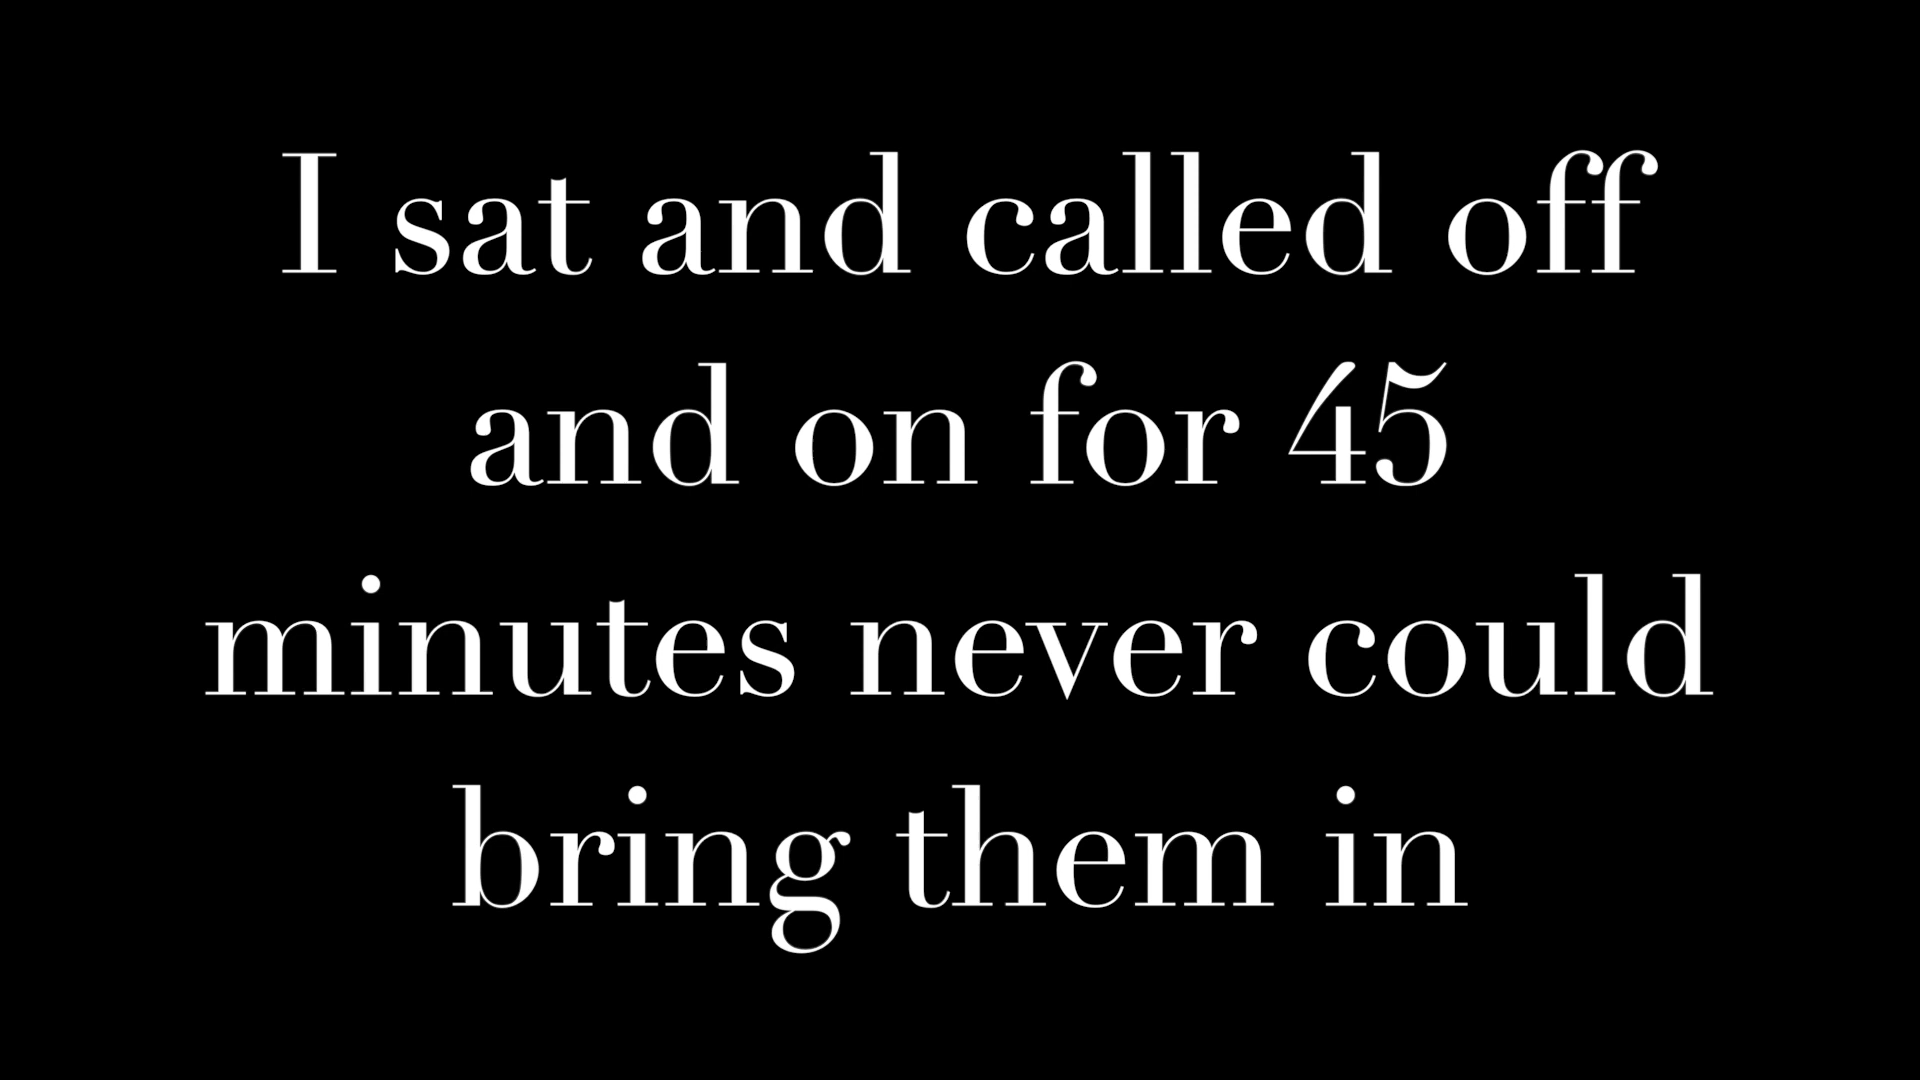 I sat and called off
and on for 45
minutes never could
bring them in